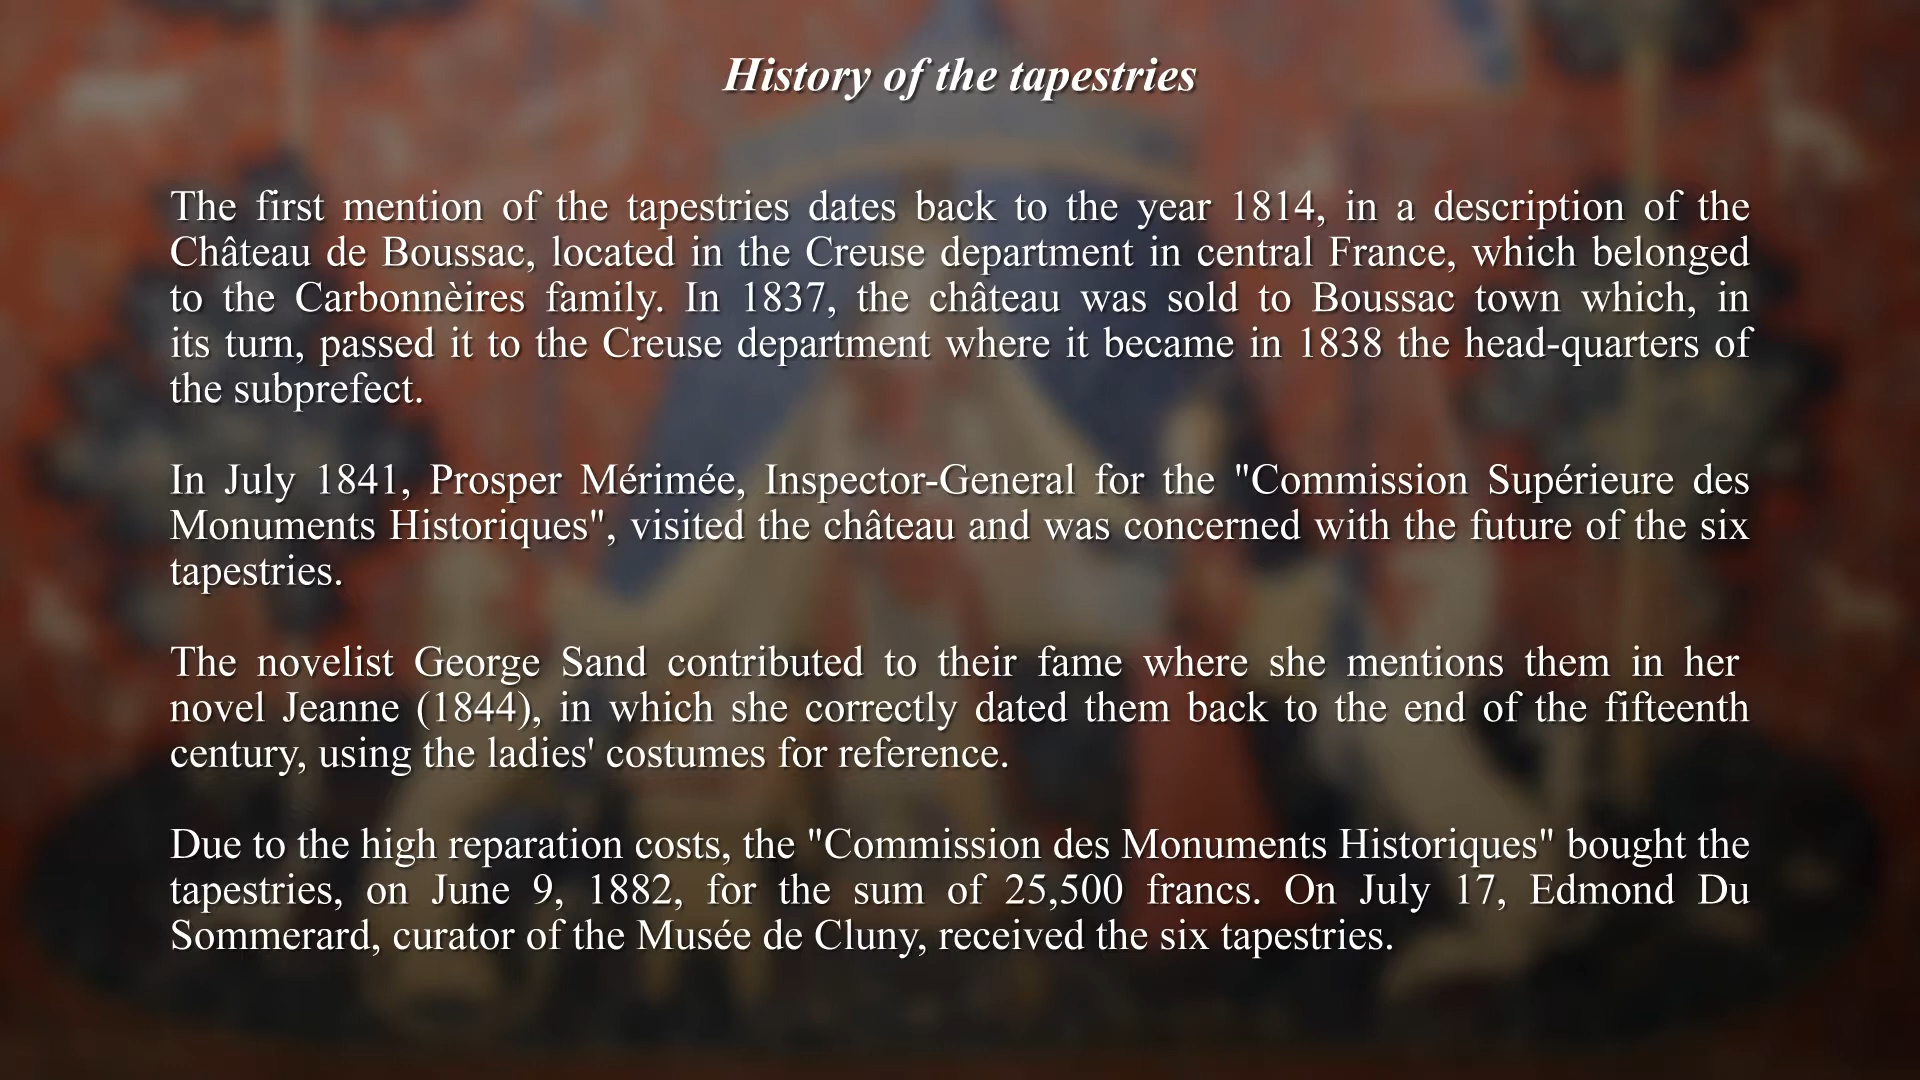 History of the tapestries
The first mention of the tapestries dates back to the year 1814, in a description of the
Château de Boussac, located in the Creuse department in central France, which belonged
to the Carbonnèires family. In 1837, the château was sold to Boussac town which, in
its turn, passed it to the Creuse department where it became in 1838 the head-quarters of
the subprefect.
In July 1841, Prosper Mérimée, Inspector-General for the "Commission Supérieure des
Monuments Historiques", visited the château and was concerned with the future of the six
tapestries.
The novelist George Sand contributed to their fame where she mentions them in her
novel Jeanne (1844), in which she correctly dated them back to the end of the fifteenth
century, using the ladies' costumes for reference.
Due to the high reparation costs, the "Commission des Monuments Historiques" bought the
tapestries, on June 9, 1882, for the sum of 25,500 francs. On July 17, Edmond Du
Sommerard, curator of the Musée de Cluny, received the six tapestries.